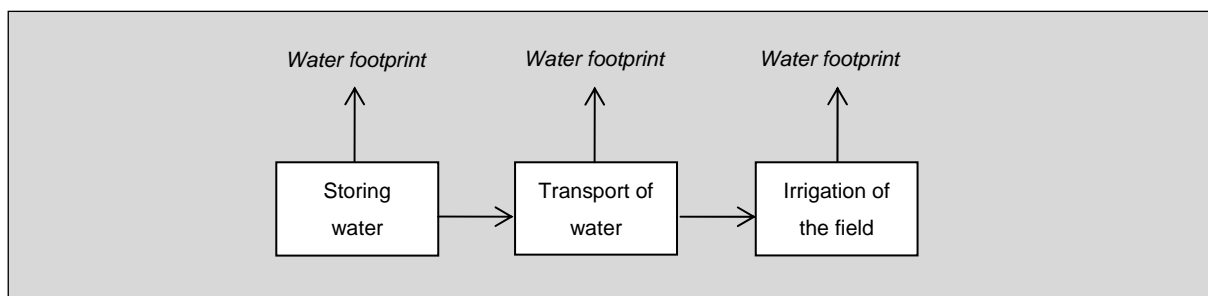 Water footprint Water footprint Water footprint
Storing
water
Transport of
water
Irrigation of
the field